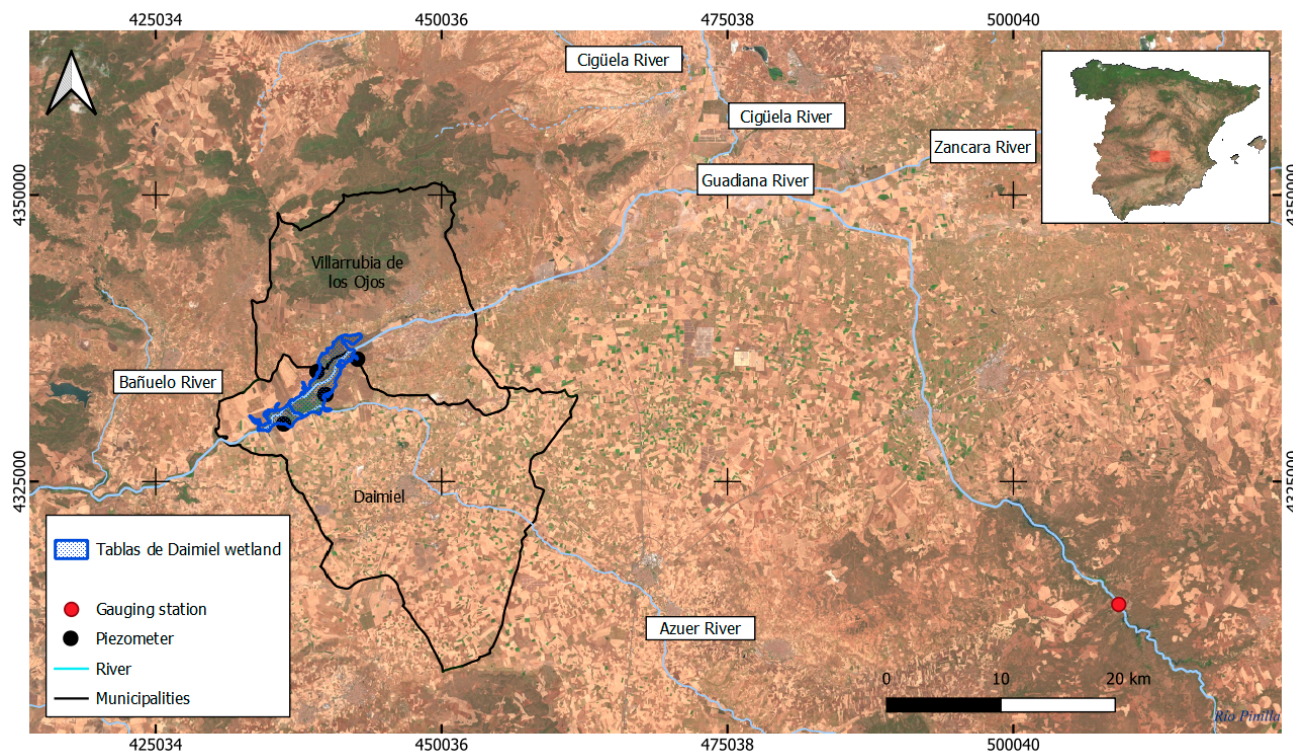 425034
450036
475038
500040
Cigüela River
Cigüela River
Zancara River
Guadiana River
4350000
4350000
Villarrubia de
los Ojos
Bañuelo River
Daimiel
4325000
4325000
Tablas de Daimiel wetland
Gauging station
Piezometer
River
Municipalities
Azuer River
0
10
20 km
Río Pinilla
425034
450036
475038
500040